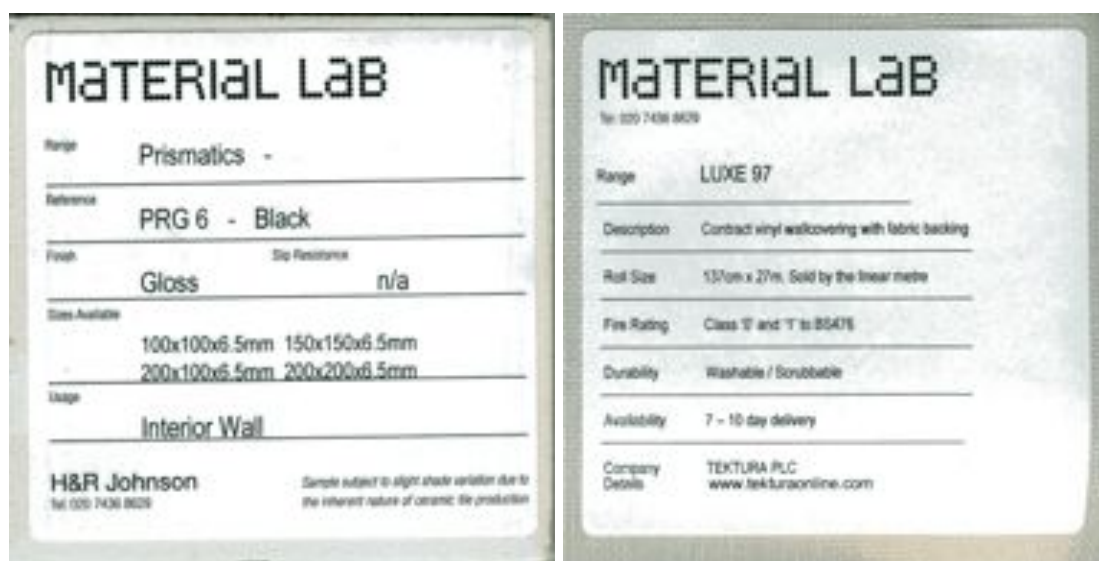 MaTERIaL LaB
Range
Prismatics -
Reference
PRG 6 - Black
Finish Slip Resistance
Gloss n/a
Sizes Available
100x100x6.5mm 150x150x6.5mm
200x100x6.5mm 200x200x6.5mm
Usage
Interior Wall
H&R Johnson
Tel: 020 7436 8629
Sample subject to slight shade variation due to
the inherent nature of ceramic tile production
MaTERIaL LaB
Tel: 020 7436 8629
Range LUXE 97
Description Contract vinyl wallcovering with fabric backing
Roll Size 137cm x 27m. Sold by the linear metre
Fire Rating Class '0' and '1' to BS476
Durability Washable / Scrubbable
Availability 7 – 10 day delivery
Company Details TEKTURA PLC
www.tekturaonline.com